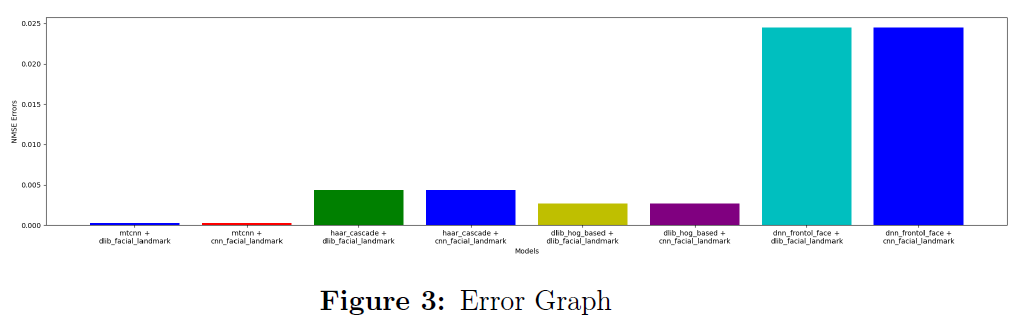 0.025
0.020
0.015
0.010
0.005
0.000
NMSE Errors
mtcnn +
dlib_facial_landmark
mtcnn +
cnn_facial_landmark
haar_cascade +
dlib_facial_landmark
haar_cascade +
cnn_facial_landmark
dlib_hog_based +
dlib_facial_landmark
dlib_hog_based +
cnn_facial_landmark
dnn_frontol_face +
dlib_facial_landmark
dnn_frontol_face +
cnn_facial_landmark
Models
Figure 3: Error Graph